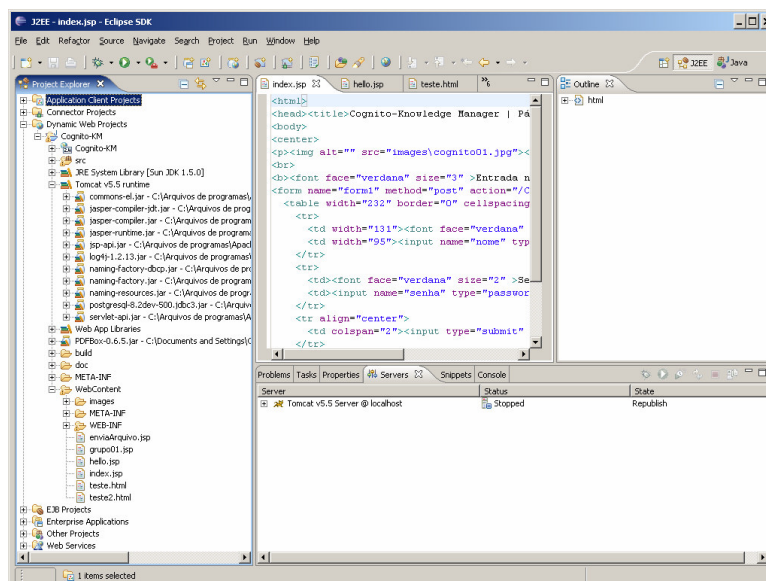 J2EE - index.jsp - Eclipse SDK
File Edit Refactor Source Navigate Search Project Run Window Help
J2EE Java
Project Explorer
Application Client Projects
Connector Projects
Dynamic Web Projects
Cognito-KM
Cognito-KM
src
JRE System Library [Sun JDK 1.5.0]
Tomcat v5.5 runtime
commons-el.jar - C:\Arquivos de programas\
jasper-compiler-jdt.jar - C:\Arquivos de prog
jasper-compiler.jar - C:\Arquivos de program
jasper-runtime.jar - C:\Arquivos de programa
jsp-api.jar - C:\Arquivos de programas\Apac
log4j-1.2.13.jar - C:\Arquivos de programas\
naming-factory-dbcp.jar - C:\Arquivos de pro
naming-factory.jar - C:\Arquivos de program
naming-resources.jar - C:\Arquivos de progr
postgresql-8.2dev-500.jdbc3.jar - C:\Arquiv
servlet-api.jar - C:\Arquivos de programas\A
Web App Libraries
PDFBox-0.6.5.jar - C:\Documents and Settings\
build
doc
META-INF
WebContent
images
META-INF
WEB-INF
enviaArquivo.jsp
grupo01.jsp
hello.jsp
index.jsp
teste.html
teste2.html
EJB Projects
Enterprise Applications
Other Projects
Web Services
index.jsp hello.jsp teste.html »6
<html>
<head><title>Cognito-Knowledge Manager | Pá
<body>
<center>
<p><img alt="" src="images\cognito01.jpg"><
<br>
<b><font face="verdana" size="3" >Entrada n
<form name="form1" method="post" action="/C
<table width="232" border="0" cellspacing
<tr>
<td width="131"><font face="verdana"
<td width="95"><input name="nome" typ
</tr>
<tr>
<td><font face="verdana" size="2" >Se
<td><input name="senha" type="passwor
</tr>
<tr align="center">
<td colspan="2"><input type="submit"
</tr>
Outline
html
Problems Tasks Properties Servers Snippets Console
Server Status State
Tomcat v5.5 Server @ localhost Stopped Republish
1 items selected